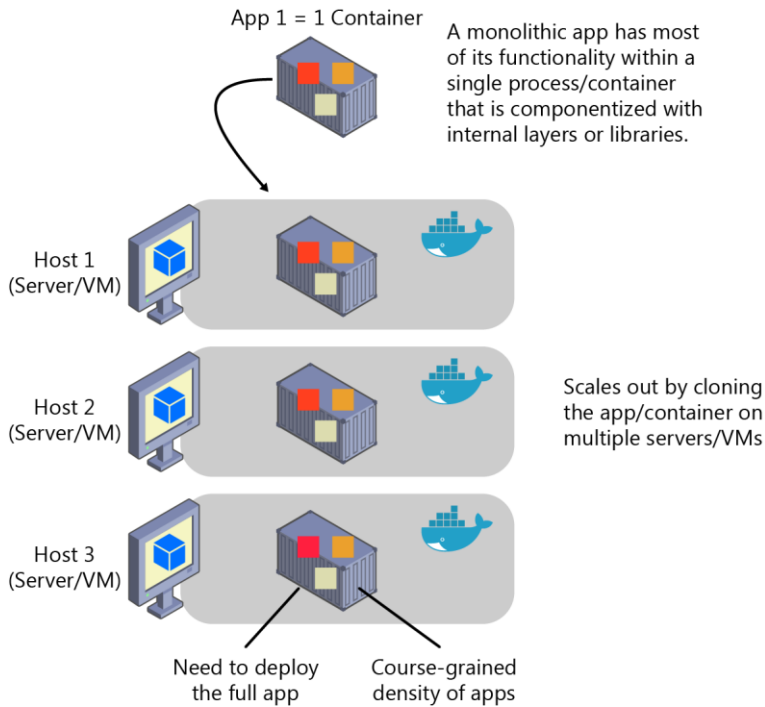 App 1 = 1 Container
A monolithic app has most
of its functionality within a
single process/container
that is componentized with
internal layers or libraries.
Host 1
(Server/VM)
Host 2
(Server/VM)
Scales out by cloning
the app/container on
multiple servers/VMs
Host 3
(Server/VM)
Need to deploy
the full app
Course-grained
density of apps